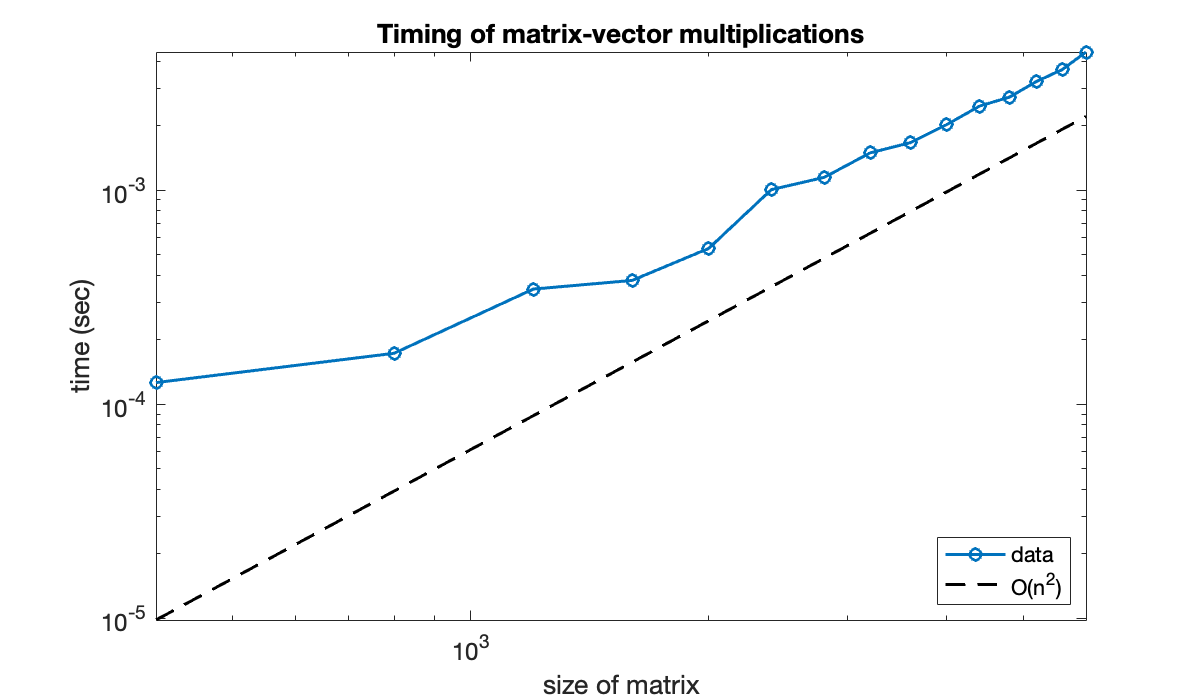 Timing of matrix-vector multiplications
time (sec)
10^-3
10^-4
10^-5
10^3
size of matrix
data
O(n^2)